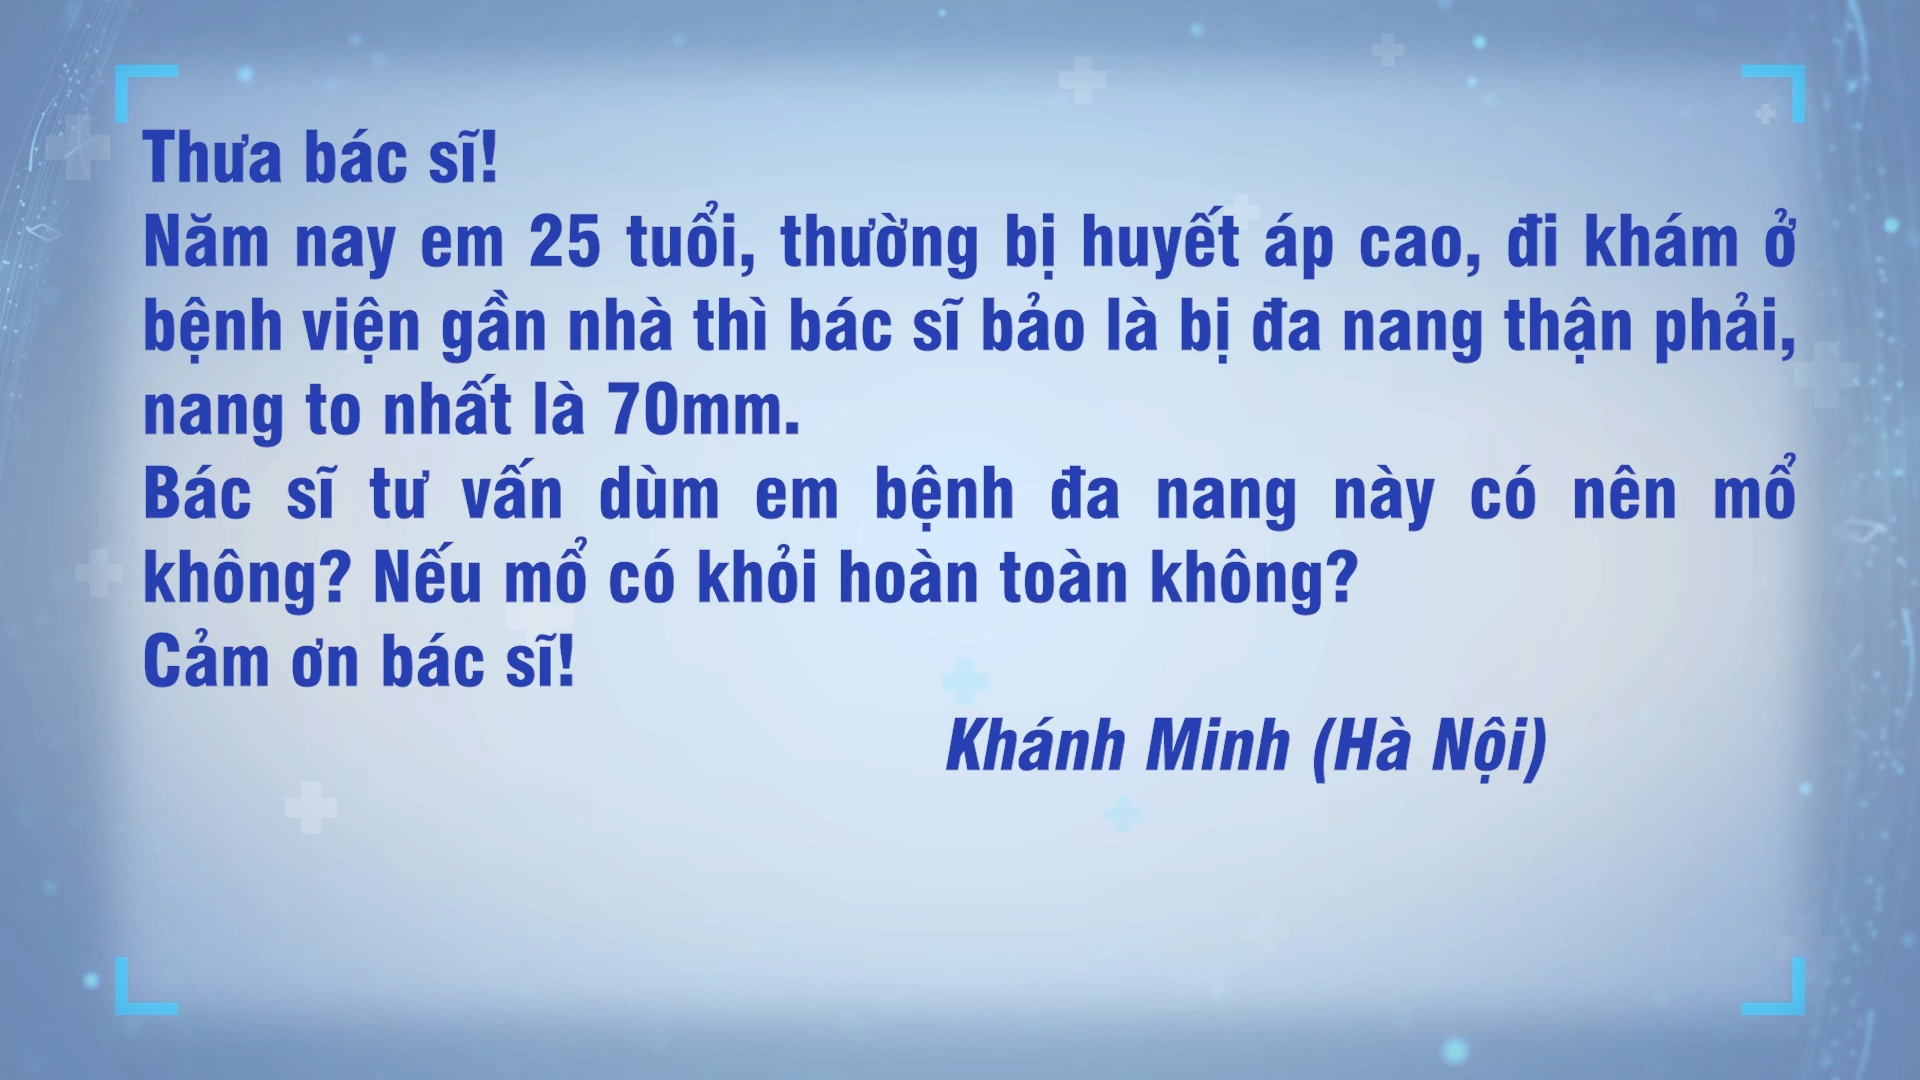 Thưa bác sĩ!
Năm nay em 25 tuổi, thường bị huyết áp cao, đi khám ở
bệnh viện gần nhà thì bác sĩ bảo là bị đa nang thận phải,
nang to nhất là 70mm.
Bác sĩ tư vấn dùm em bệnh đa nang này có nên mổ
không? Nếu mổ có khỏi hoàn toàn không?
Cảm ơn bác sĩ!
Khánh Minh (Hà Nội)